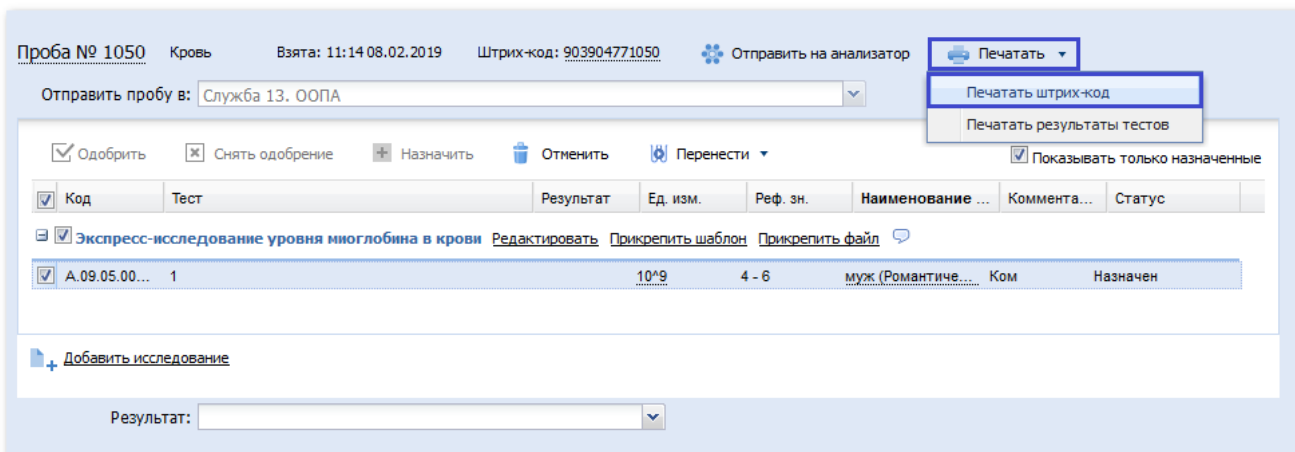 Проба № 1050 Кровь Взята: 11:14 08.02.2019 Штрих-код: 903904771050 Отправить на анализатор Печатать
Отправить пробу в: Служба 13. ООПА Печатать штрих-код
Печатать результаты тестов
Одобрить Снять одобрение Назначить Отменить Перенести Показывать только назначенные
Код Тест Результат Ед. изм. Реф. зн. Наименование ... Коммента... Статус
Экспресс-исследование уровня миоглобина в крови Редактировать Прикрепить шаблон Прикрепить файл
A.09.05.00... 1 10^9 4 - 6 муж (Романтиче... Ком Назначен
Добавить исследование
Результат: